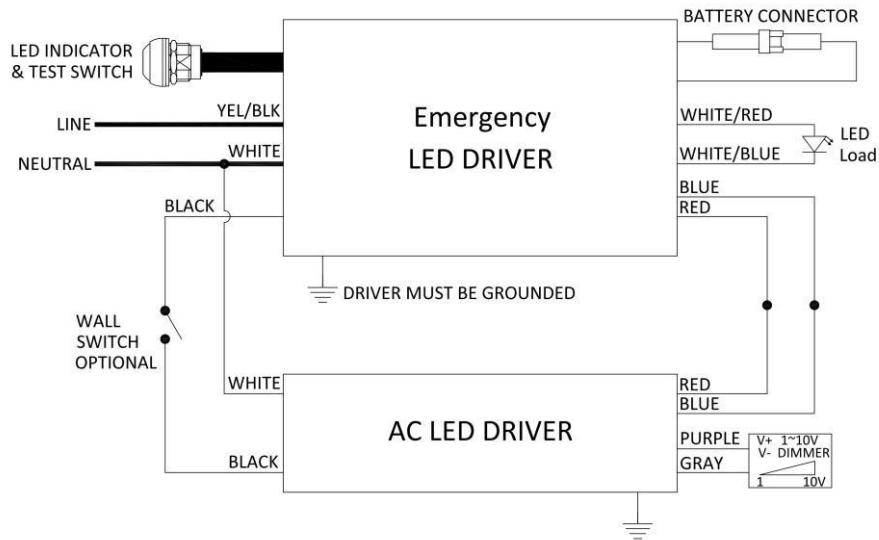 BATTERY CONNECTOR
LED INDICATOR
& TEST SWITCH
YEL/BLK
LINE
WHITE
NEUTRAL
BLACK
Emergency
LED DRIVER
WHITE/RED
WHITE/BLUE
LED
Load
BLUE
RED
DRIVER MUST BE GROUNDED
WALL
SWITCH
OPTIONAL
WHITE
BLACK
AC LED DRIVER
RED
BLUE
PURPLE
GRAY
V+ 1~10V
V- DIMMER
1 10V